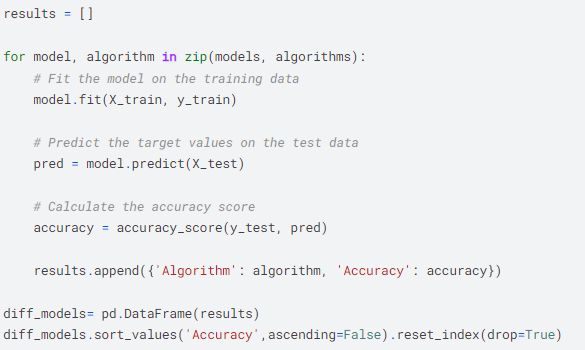 results = []
for model, algorithm in zip(models, algorithms):
# Fit the model on the training data
model.fit(X_train, y_train)
# Predict the target values on the test data
pred = model.predict(X_test)
# Calculate the accuracy score
accuracy = accuracy_score(y_test, pred)
results.append({'Algorithm': algorithm, 'Accuracy': accuracy})
diff_models= pd.DataFrame(results)
diff_models.sort_values('Accuracy',ascending=False).reset_index(drop=True)